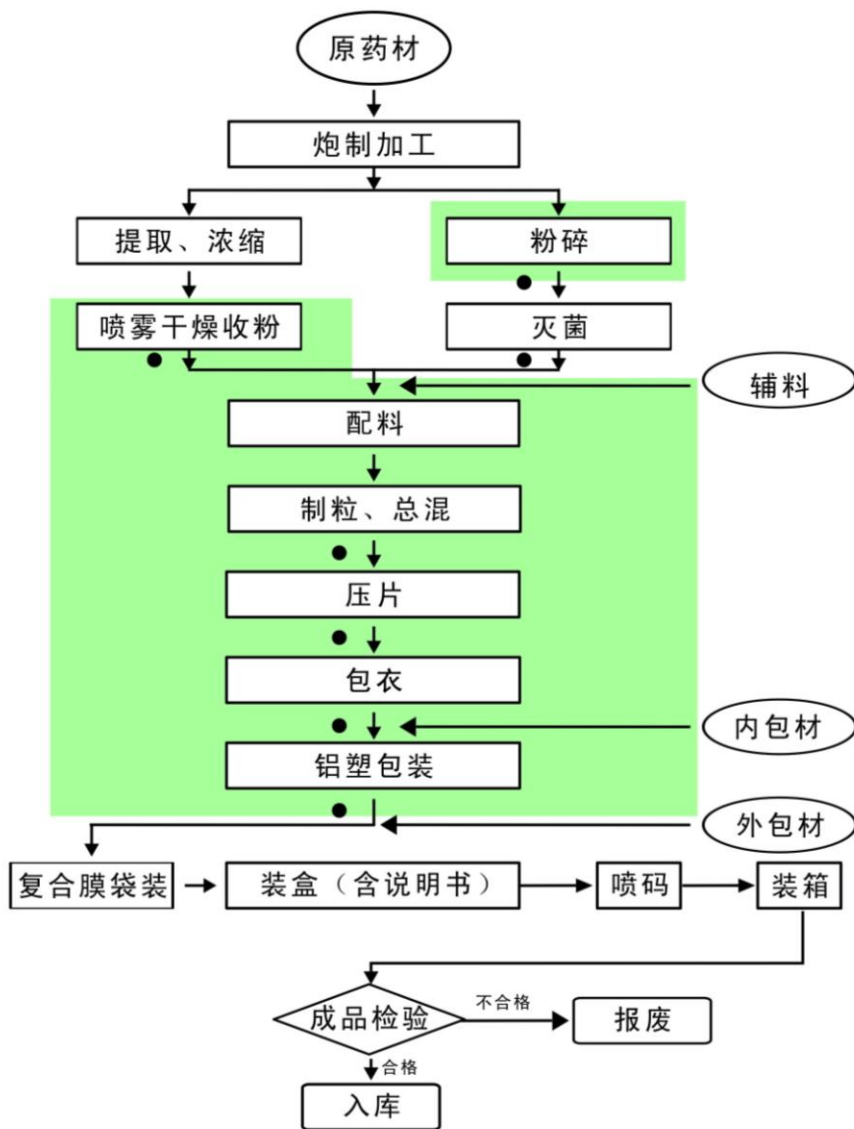 原药材
炮制加工
提取、浓缩
粉碎
喷雾干燥收粉
灭菌
辅料
配料
制粒、总混
压片
包衣
内包材
铝塑包装
外包材
复合膜袋装
装盒（含说明书）
喷码
装箱
成品检验
不合格
报废
合格
入库